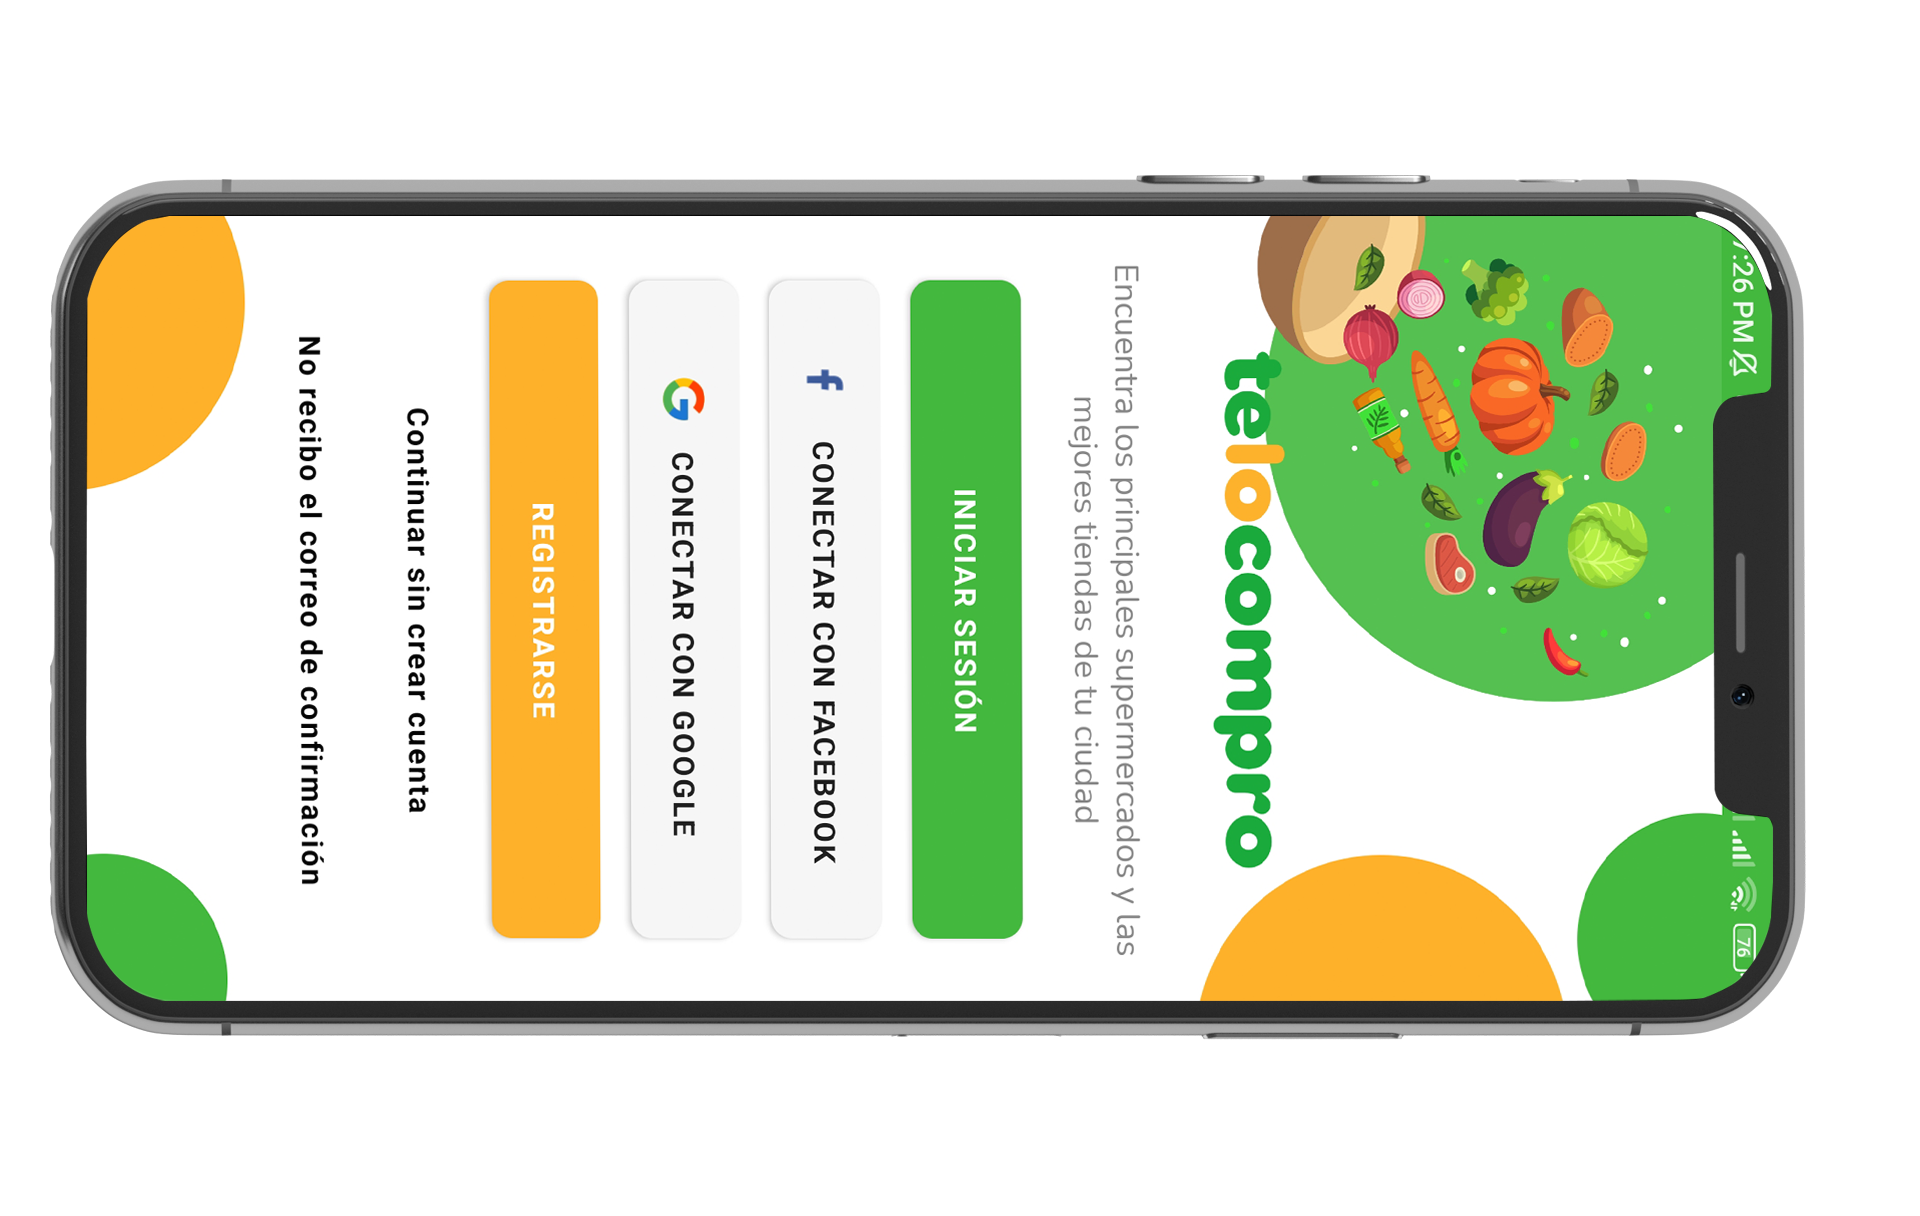 :26 PM
76
telocompro
Encuentra los principales supermercados y las
mejores tiendas de tu ciudad
INICIAR SESIÓN
CONECTAR CON FACEBOOK
CONECTAR CON GOOGLE
REGISTRARSE
Continuar sin crear cuenta
No recibo el correo de confirmación